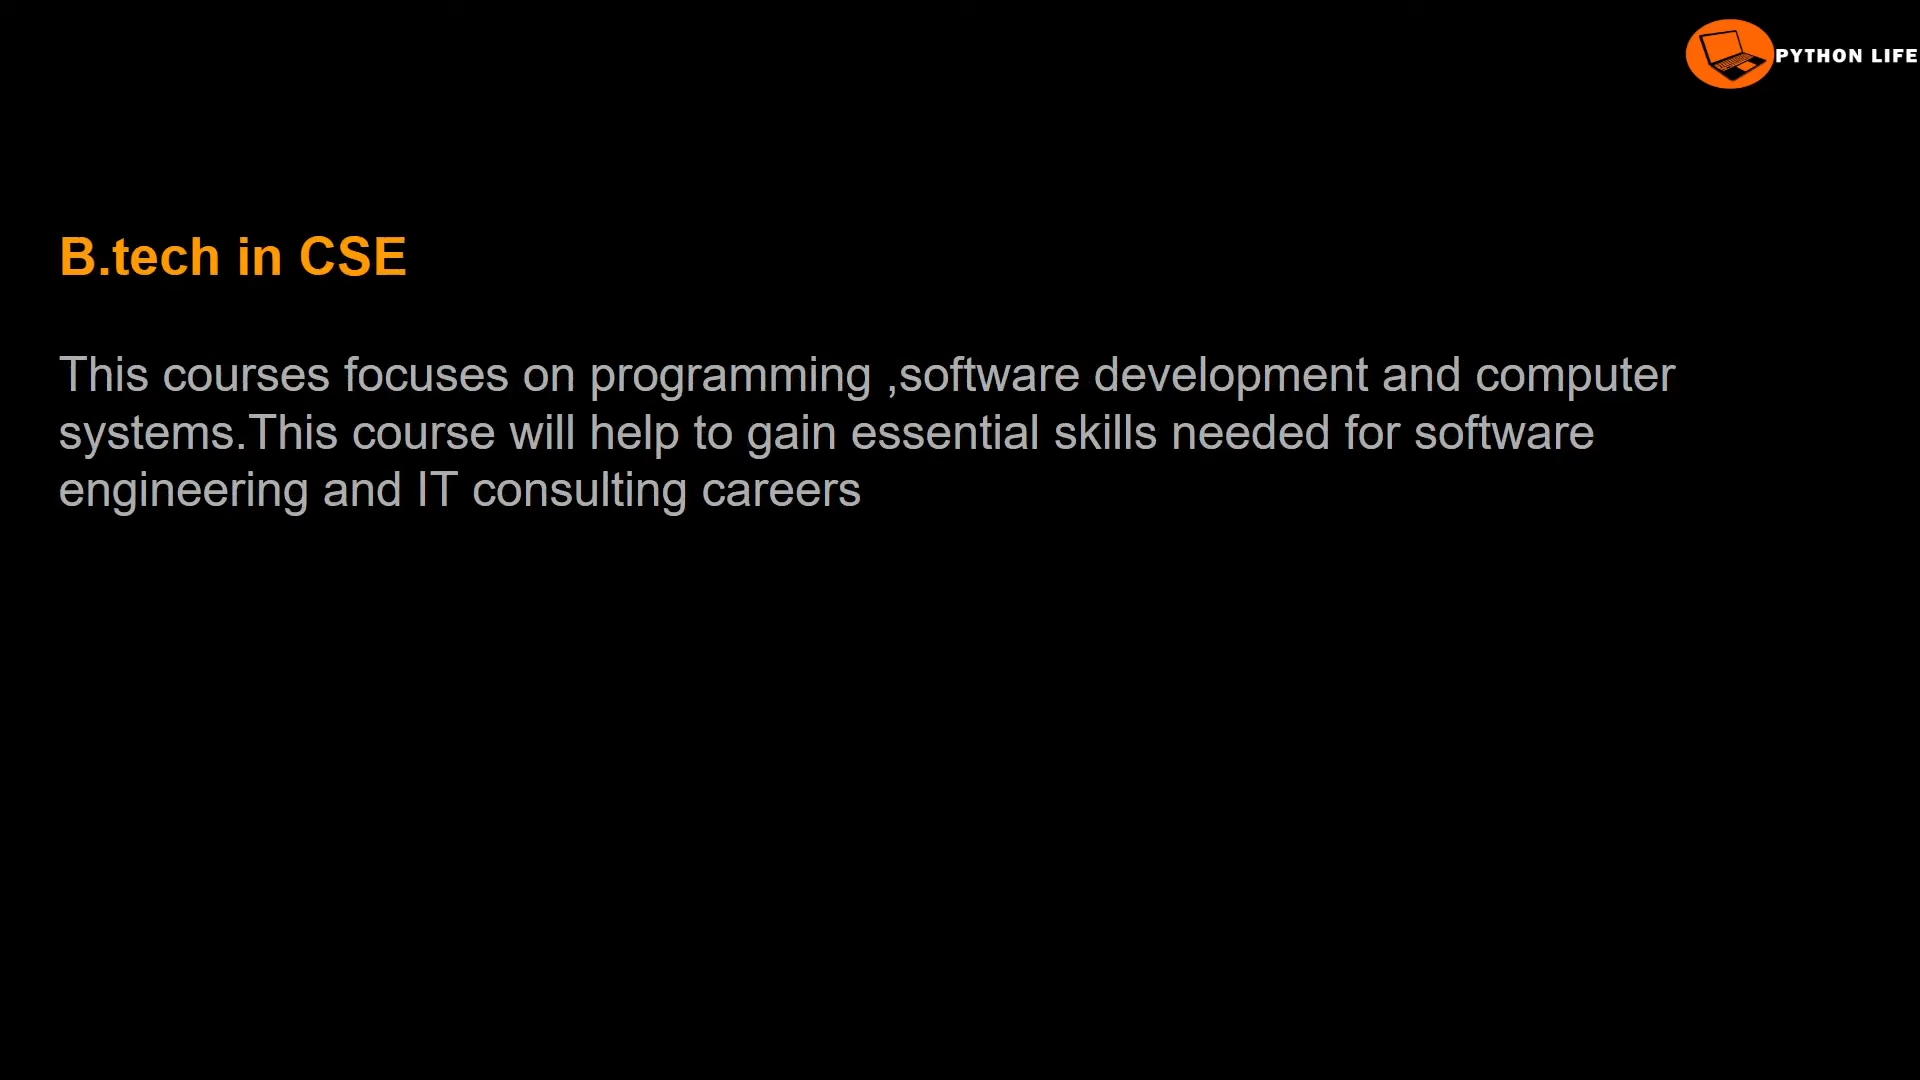 PYTHON LIFE
B.tech in CSE
This courses focuses on programming ,software development and computer
systems.This course will help to gain essential skills needed for software
engineering and IT consulting careers